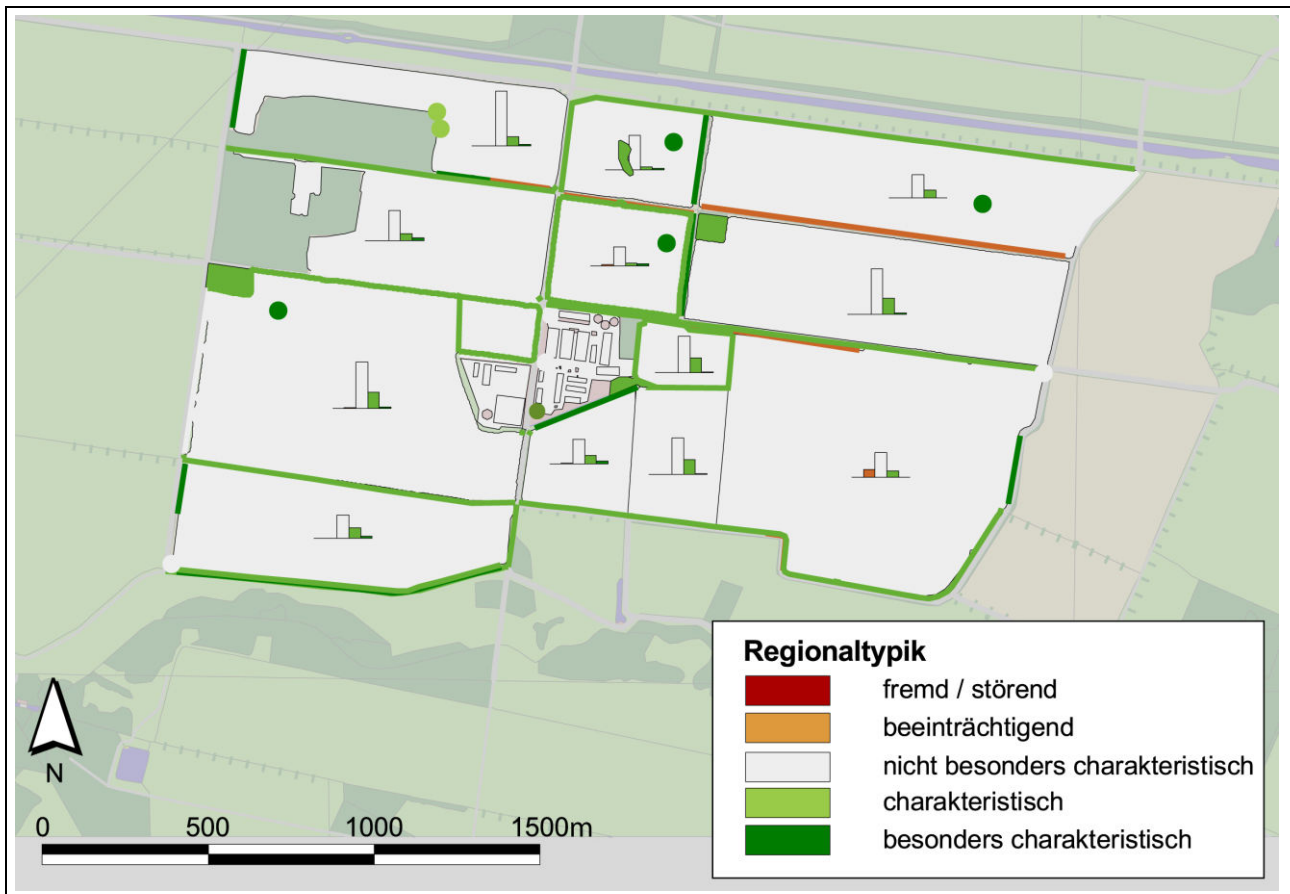 Regionaltypik
fremd / störend
beeinträchtigend
nicht besonders charakteristisch
charakteristisch
besonders charakteristisch
N
0 500 1000 1500m